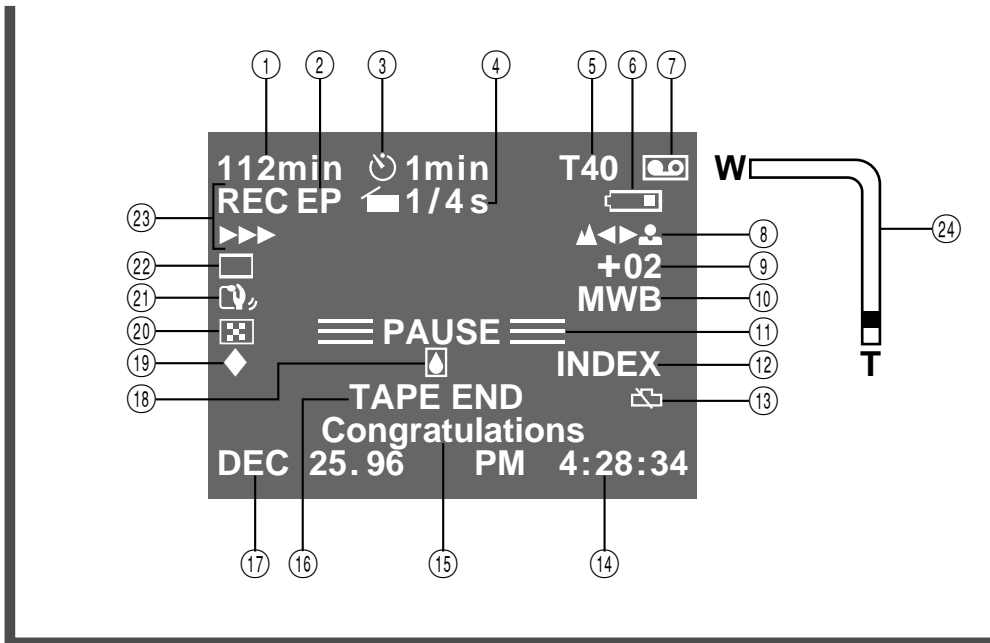 1 2 3 4 5 6 7
112min 1min T40
REC EP 1/4s
W
23 24
8
22 +02 9
21 MWB 10
20 PAUSE 11
19 INDEX 12
T
18 TAPE END 13
Congratulations
DEC 25.96 PM 4:28:34
17 16 15 14